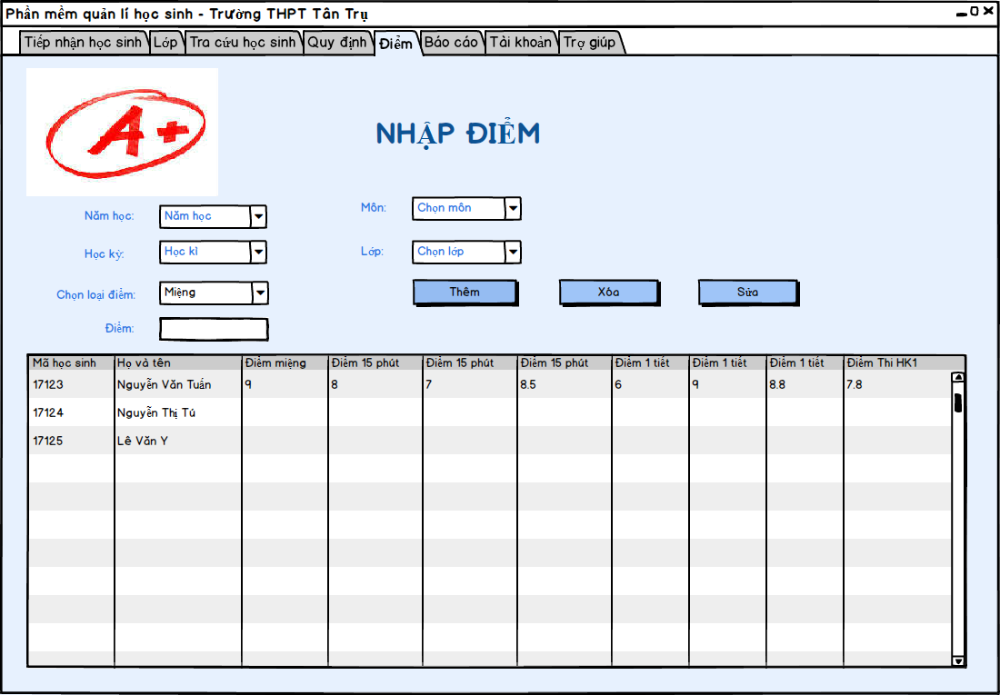 Phần mềm quản lí học sinh - Trường THPT Tân Trụ
Tiếp nhận học sinh Lớp Tra cứu học sinh Quy định Điểm Báo cáo Tài khoản Trợ giúp
A+
NHẬP ĐIỂM
Năm học: Năm học Môn: Chọn môn
Học kỳ: Học kì Lớp: Chọn lớp
Chọn loại điểm: Miệng Thêm Xóa Sửa
Điểm:
Mã học sinh Họ và tên Điểm miệng Điểm 15 phút Điểm 15 phút Điểm 15 phút Điểm 1 tiết Điểm 1 tiết Điểm 1 tiết Điểm Thi HK1
17123 Nguyễn Văn Tuấn 9 8 7 8.5 6 9 8.8 7.8
17124 Nguyễn Thị Tú
17125 Lê Văn Y